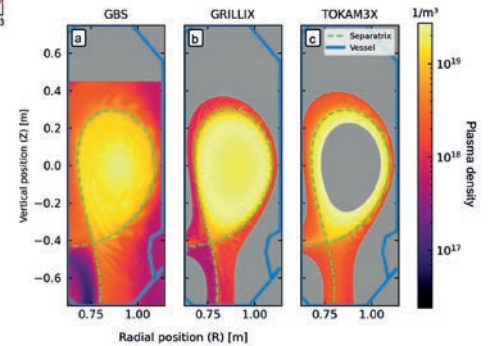 GBS
GRILLIX
TOKAM3X
1/m³
a
b
c
Separatrix
Vessel
0.6
0.4
0.2
0.0
−0.2
−0.4
−0.6
Vertical position (Z) [m]
10¹⁹
10¹⁸
10¹⁷
Plasma density
0.75 1.00
0.75 1.00
0.75 1.00
Radial position (R) [m]